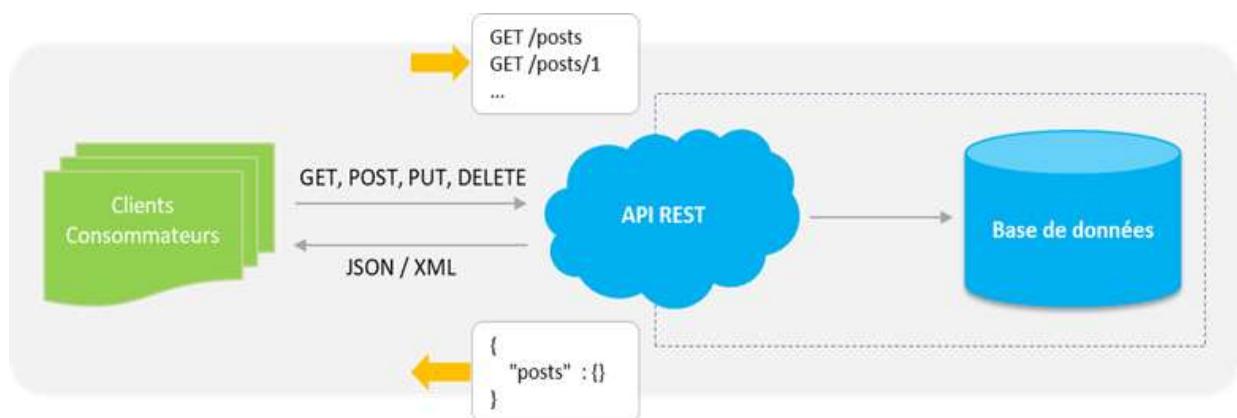 GET /posts
GET /posts/1
...
Clients
Consommateurs
GET, POST, PUT, DELETE
JSON / XML
API REST
Base de données
{
"posts" : {}
}